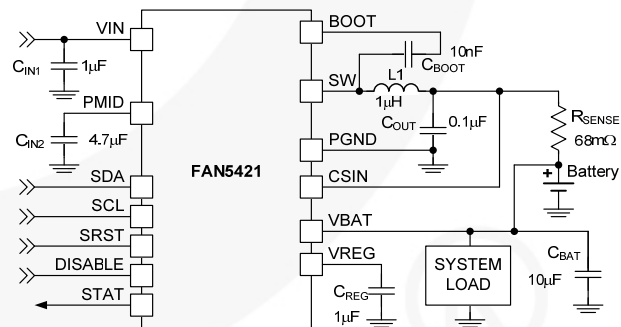 VIN
BOOT
C_IN1 1µF
10nF
C_BOOT
SW
L1
1µH
PMID
C_IN2 4.7µF
C_OUT 0.1µF
R_SENSE
68mΩ
PGND
FAN5421
SDA
CSIN
+ Battery
SCL
SRST
VBAT
DISABLE
VREG
SYSTEM
LOAD
C_BAT
10µF
STAT
C_REG
1µF